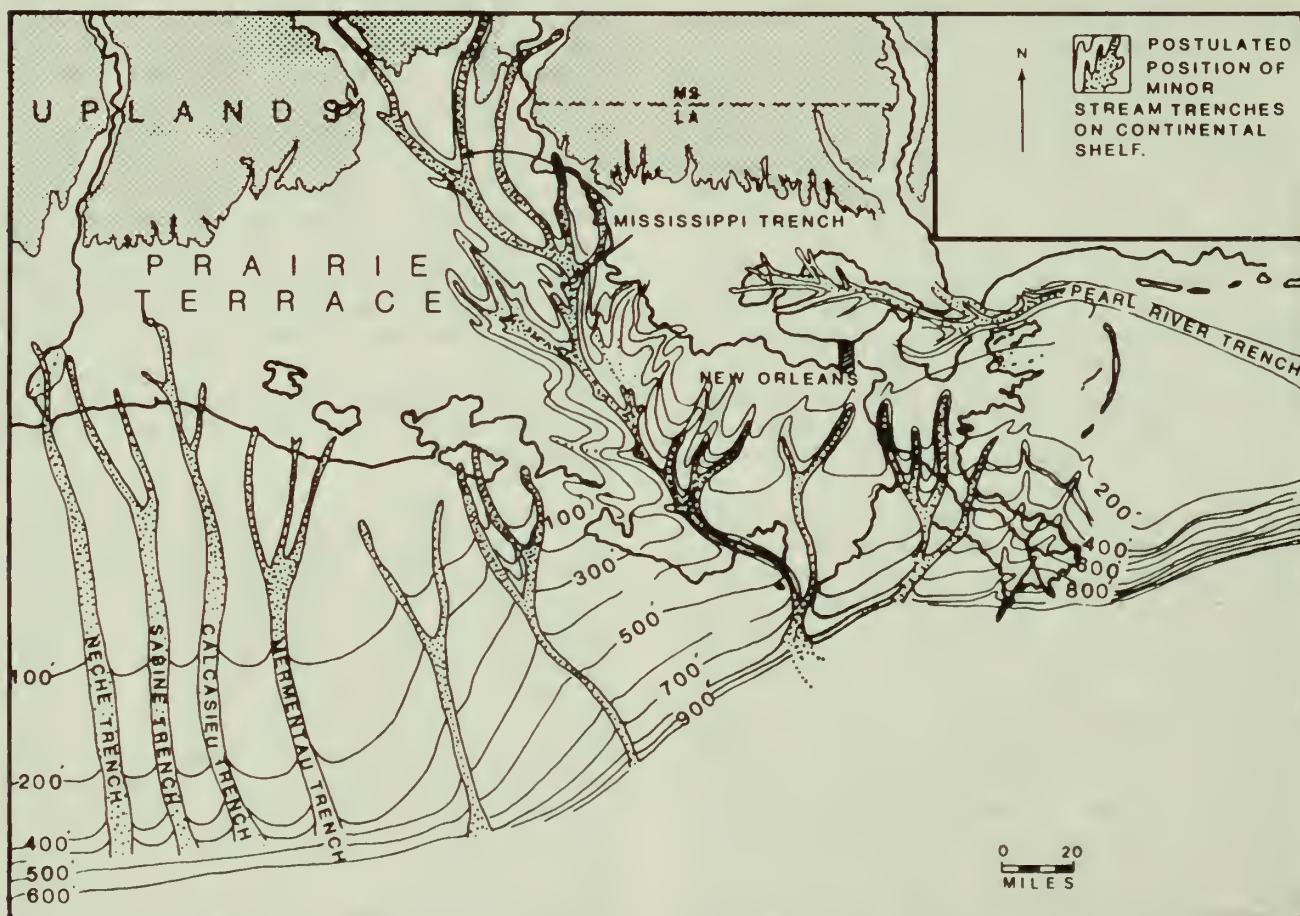 UPLANDS
MS
LA
N
POSTULATED
POSITION OF
MINOR
STREAM TRENCHES
ON CONTINENTAL
SHELF.
MISSISSIPPI TRENCH
PRAIRIE
TERRACE
PEARL RIVER TRENCH
NEW ORLEANS
100'
200'
300'
400'
500'
800'
700'
900'
100'
NECHE TRENCH
SABINE TRENCH
CALCASIEU TRENCH
MERMENTAU TRENCH
200'
400'
500'
600'
0 20
MILES